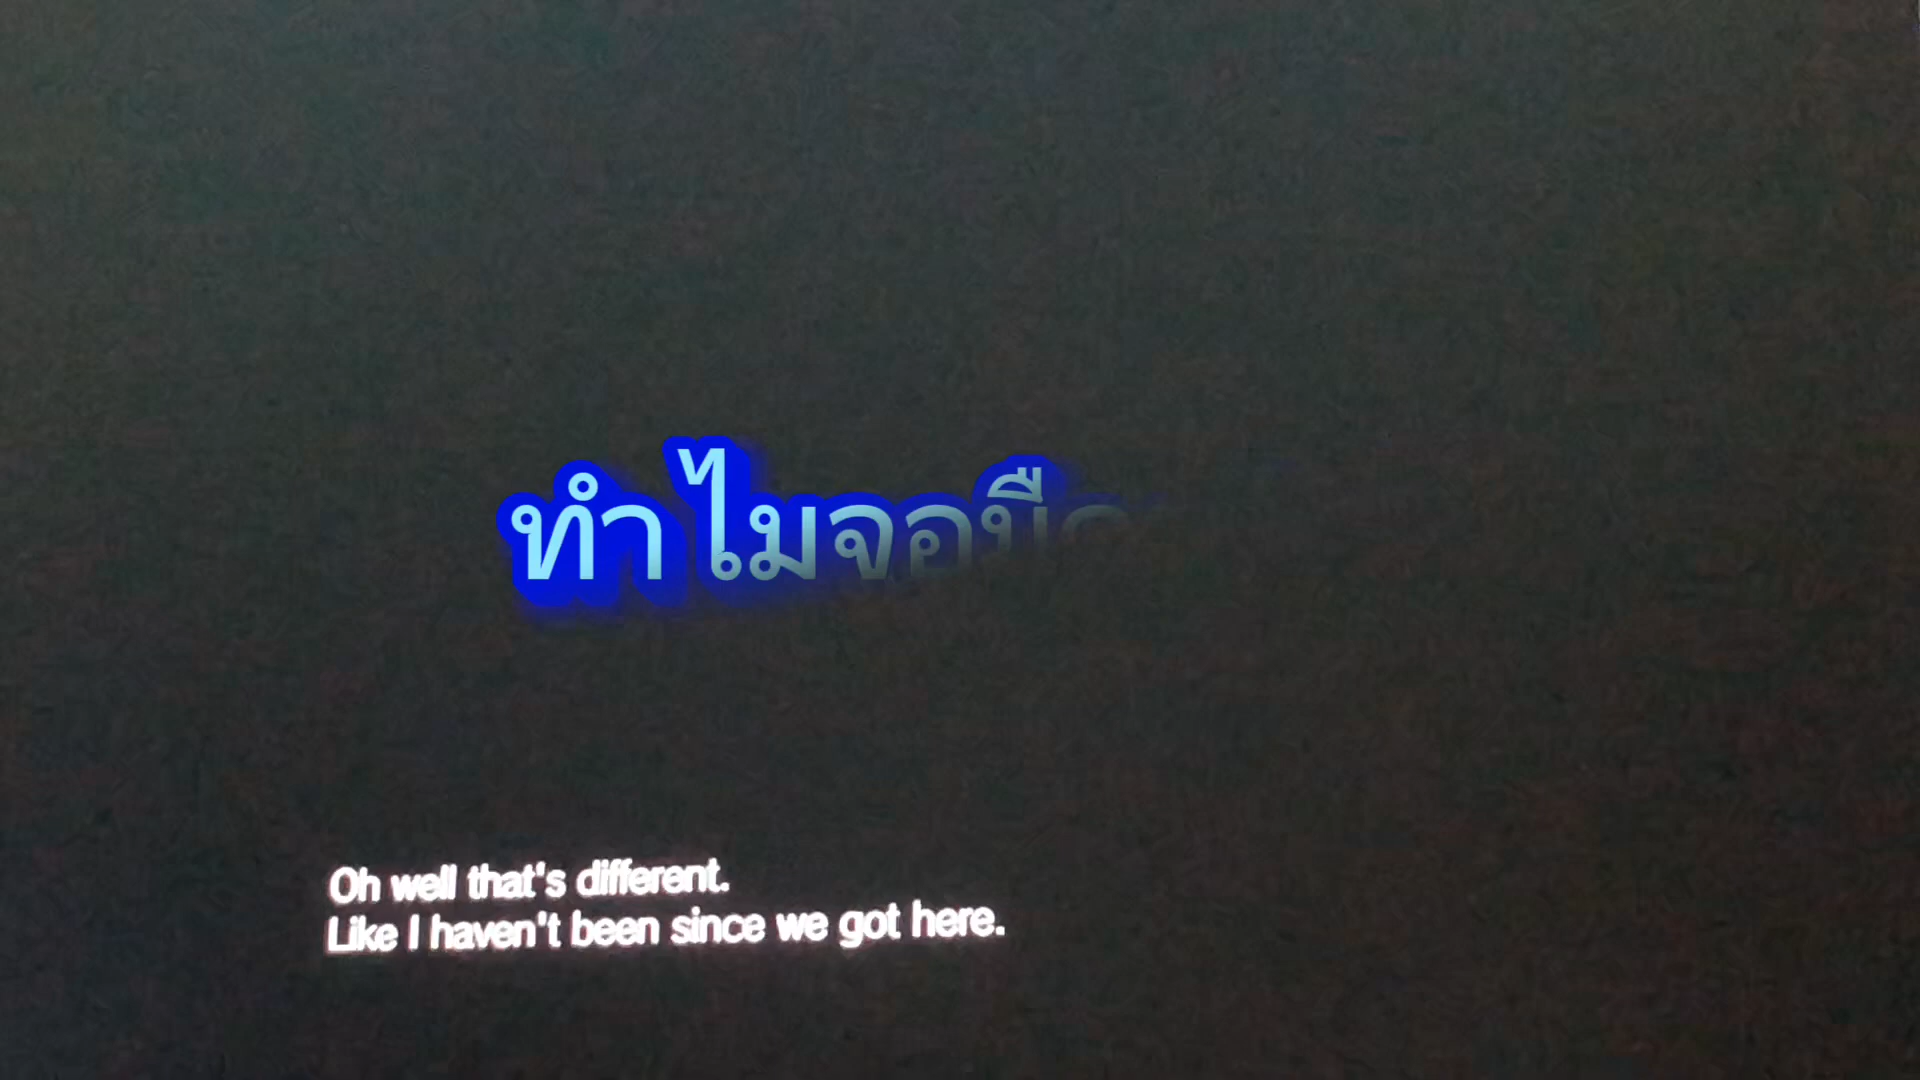 ทำไมจอ
Oh well that's different.
Like I haven't been since we got here.